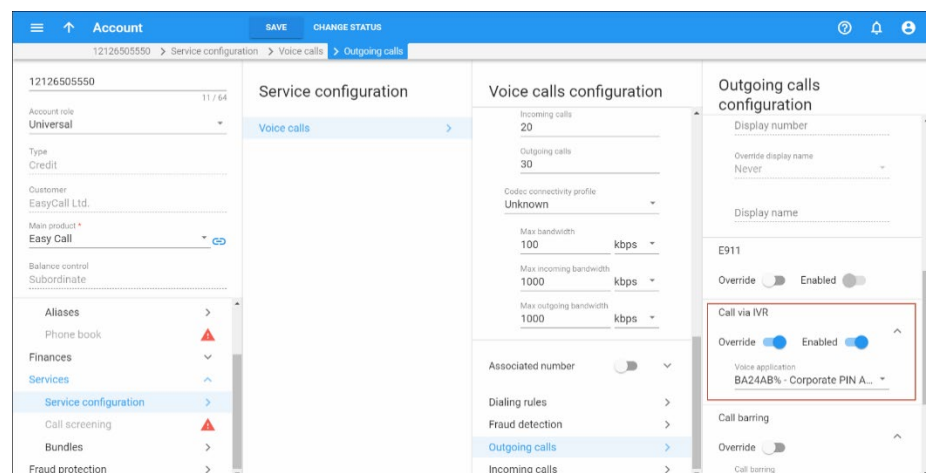 Account
SAVE
CHANGE STATUS
12126505550 > Service configuration > Voice calls > Outgoing calls
12126505550
11 / 64
Account role
Universal
Type
Credit
Customer
EasyCall Ltd.
Main product *
Easy Call
Balance control
Subordinate
Aliases
Phone book
Finances
Services
Service configuration
Call screening
Bundles
Fraud protection
Service configuration
Voice calls
Voice calls configuration
Incoming calls
20
Outgoing calls
30
Codec connectivity profile
Unknown
Max bandwidth
100 kbps
Max incoming bandwidth
1000 kbps
Max outgoing bandwidth
1000 kbps
Associated number
Dialing rules
Fraud detection
Outgoing calls
Incoming calls
Outgoing calls
configuration
Display number
Override display name
Never
Display name
E911
Override Enabled
Call via IVR
Override Enabled
Voice application
BA24AB% - Corporate PIN A...
Call barring
Override
Call barring